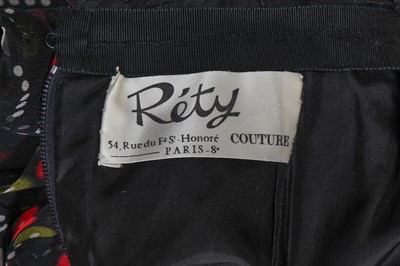 Réty
54, Rue du Fg St-Honoré COUTURE
PARIS-8e